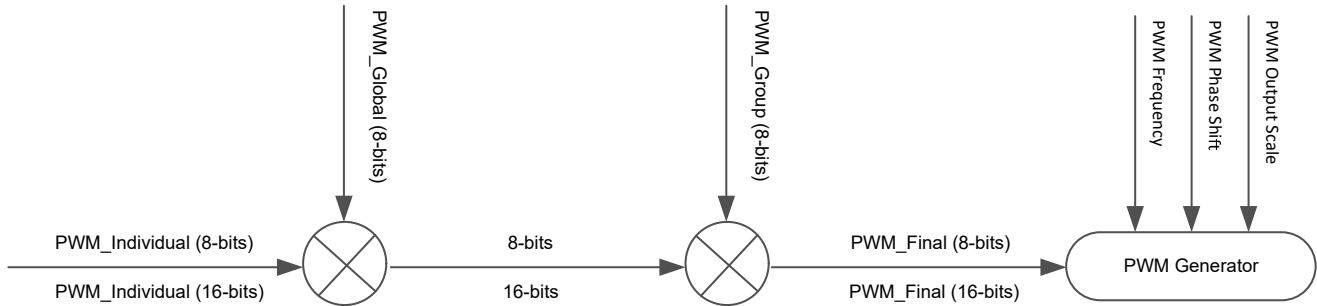 PWM_Global (8-bits)
PWM_Group (8-bits)
PWM Frequency
PWM Phase Shift
PWM Output Scale
PWM_Individual (8-bits)
PWM_Individual (16-bits)
8-bits
16-bits
PWM_Final (8-bits)
PWM_Final (16-bits)
PWM Generator